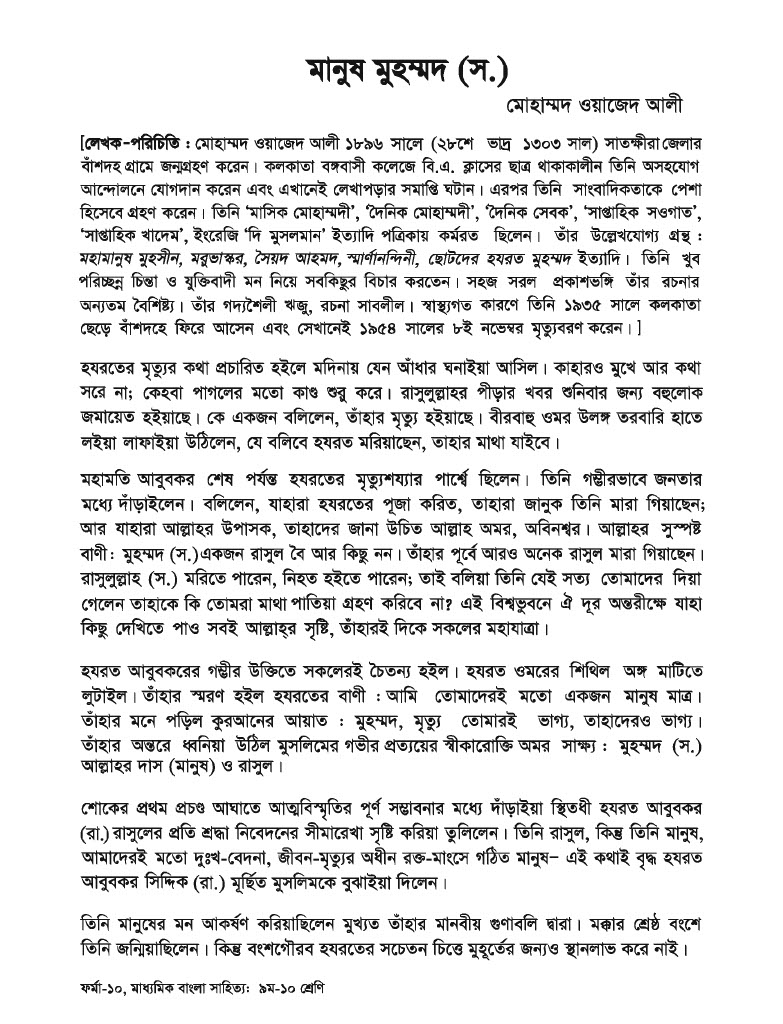 মানুষ মুহম্মদ (স.)
মোহাম্মদ ওয়াজেদ আলী
[লেখক-পরিচিতি : মোহাম্মদ ওয়াজেদ আলী ১৮৯৬ সালে (২৮শে ভাদ্র ১৩০৩ সাল) সাতক্ষীরা জেলার
বাঁশদহ গ্রামে জন্মগ্রহণ করেন। কলকাতা বঙ্গবাসী কলেজে বি.এ. ক্লাসের ছাত্র থাকাকালীন তিনি অসহযোগ
আন্দোলনে যোগদান করেন এবং এখানেই লেখাপড়ার সমাপ্তি ঘটান। এরপর তিনি সাংবাদিকতাকে পেশা
হিসেবে গ্রহণ করেন। তিনি ‘মাসিক মোহাম্মদী’, ‘দৈনিক মোহাম্মদী’, ‘দৈনিক সেবক’, ‘সাপ্তাহিক সওগাত’,
‘সাপ্তাহিক খাদেম’, ইংরেজি ‘দি মুসলমান’ ইত্যাদি পত্রিকায় কর্মরত ছিলেন। তাঁর উল্লেখযোগ্য গ্রন্থ :
মহামানুষ মুহসীন, মরুভাস্কর, সৈয়দ আহমদ, স্মার্ণানন্দিনী, ছোটদের হযরত মুহম্মদ ইত্যাদি। তিনি খুব
পরিচ্ছন্ন চিন্তা ও যুক্তিবাদী মন নিয়ে সবকিছুর বিচার করতেন। সহজ সরল প্রকাশভঙ্গি তাঁর রচনার
অন্যতম বৈশিষ্ট্য। তাঁর গদ্যশৈলী ঋজু, রচনা সাবলীল। স্বাস্থ্যগত কারণে তিনি ১৯৩৫ সালে কলকাতা
ছেড়ে বাঁশদহে ফিরে আসেন এবং সেখানেই ১৯৫৪ সালের ৮ই নভেম্বর মৃত্যুবরণ করেন। ]
হযরতের মৃত্যুর কথা প্রচারিত হইলে মদিনায় যেন আঁধার ঘনাইয়া আসিল। কাহারও মুখে আর কথা
সরে না; কেহবা পাগলের মতো কাণ্ড শুরু করে। রাসুলুল্লাহর পীড়ার খবর শুনিবার জন্য বহুলোক
জমায়েত হইয়াছে। কে একজন বলিলেন, তাঁহার মৃত্যু হইয়াছে। বীরবাহু ওমর উলঙ্গ তরবারি হাতে
লইয়া লাফাইয়া উঠিলেন, যে বলিবে হযরত মরিয়াছেন, তাহার মাথা যাইবে।
মহামতি আবুবকর শেষ পর্যন্ত হযরতের মৃত্যুশয্যার পার্শ্বে ছিলেন। তিনি গম্ভীরভাবে জনতার
মধ্যে দাঁড়াইলেন। বলিলেন, যাহারা হযরতের পূজা করিত, তাহারা জানুক তিনি মারা গিয়াছেন;
আর যাহারা আল্লাহর উপাসক, তাহাদের জানা উচিত আল্লাহ অমর, অবিনশ্বর। আল্লাহর সুস্পষ্ট
বাণী: মুহম্মদ (স.)একজন রাসুল বৈ আর কিছু নন। তাঁহার পূর্বে আরও অনেক রাসুল মারা গিয়াছেন।
রাসুলুল্লাহ (স.) মরিতে পারেন, নিহত হইতে পারেন; তাই বলিয়া তিনি যেই সত্য তোমাদের দিয়া
গেলেন তাহাকে কি তোমরা মাথা পাতিয়া গ্রহণ করিবে না? এই বিশ্বভুবনে ঐ দূর অন্তরীক্ষে যাহা
কিছু দেখিতে পাও সবই আল্লাহ্‌র সৃষ্টি, তাঁহারই দিকে সকলের মহাযাত্রা।
হযরত আবুবকরের গম্ভীর উক্তিতে সকলেরই চৈতন্য হইল। হযরত ওমরের শিথিল অঙ্গ মাটিতে
লুটাইল। তাঁহার স্মরণ হইল হযরতের বাণী : আমি তোমাদেরই মতো একজন মানুষ মাত্র।
তাঁহার মনে পড়িল কুরআনের আয়াত : মুহম্মদ, মৃত্যু তোমারই ভাগ্য, তাহাদেরও ভাগ্য।
তাঁহার অন্তরে ধ্বনিয়া উঠিল মুসলিমের গভীর প্রত্যয়ের স্বীকারোক্তি অমর সাক্ষ্য : মুহম্মদ (স.)
আল্লাহর দাস (মানুষ) ও রাসুল।
শোকের প্রথম প্রচণ্ড আঘাতে আত্মবিস্মৃতির পূর্ণ সম্ভাবনার মধ্যে দাঁড়াইয়া স্থিতধী হযরত আবুবকর
(রা.) রাসুলের প্রতি শ্রদ্ধা নিবেদনের সীমারেখা সৃষ্টি করিয়া তুলিলেন। তিনি রাসুল, কিন্তু তিনি মানুষ,
আমাদেরই মতো দুঃখ-বেদনা, জীবন-মৃত্যুর অধীন রক্ত-মাংসে গঠিত মানুষ– এই কথাই বৃদ্ধ হযরত
আবুবকর সিদ্দিক (রা.) মূর্ছিত মুসলিমকে বুঝাইয়া দিলেন।
তিনি মানুষের মন আকর্ষণ করিয়াছিলেন মুখ্যত তাঁহার মানবীয় গুণাবলি দ্বারা। মক্কার শ্রেষ্ঠ বংশে
তিনি জন্মিয়াছিলেন। কিন্তু বংশগৌরব হযরতের সচেতন চিত্তে মুহূর্তের জন্যও স্থানলাভ করে নাই।
ফর্মা-১০, মাধ্যমিক বাংলা সাহিত্য: ৯ম-১০ শ্রেণি